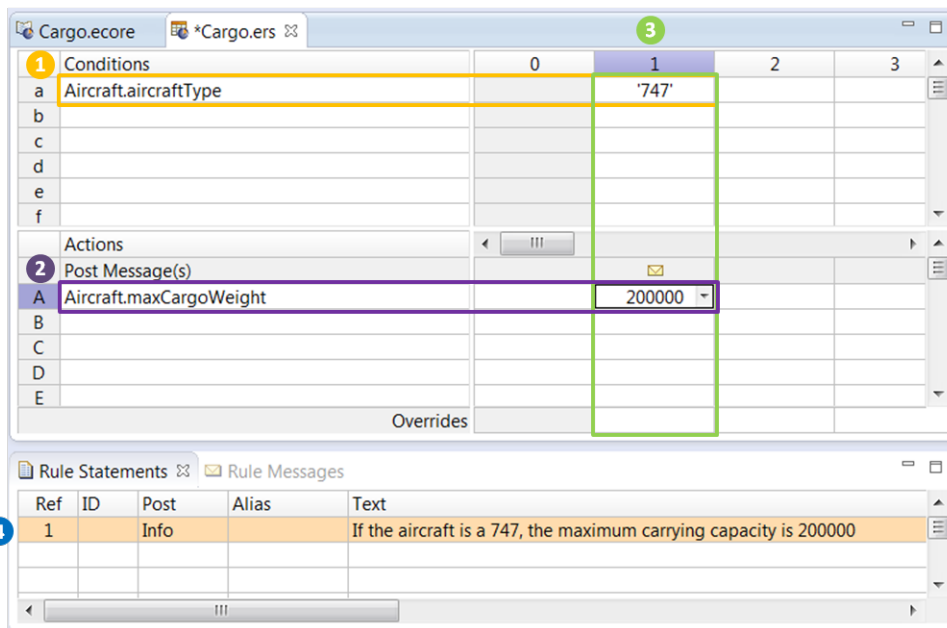 Cargo.ecore *Cargo.ers 3
1 Conditions 0 1 2 3
a Aircraft.aircraftType '747'
b
c
d
e
f
Actions
2 Post Message(s)
A Aircraft.maxCargoWeight 200000
B
C
D
E
Overrides
Rule Statements Rule Messages
Ref ID Post Alias Text
4 1 Info If the aircraft is a 747, the maximum carrying capacity is 200000